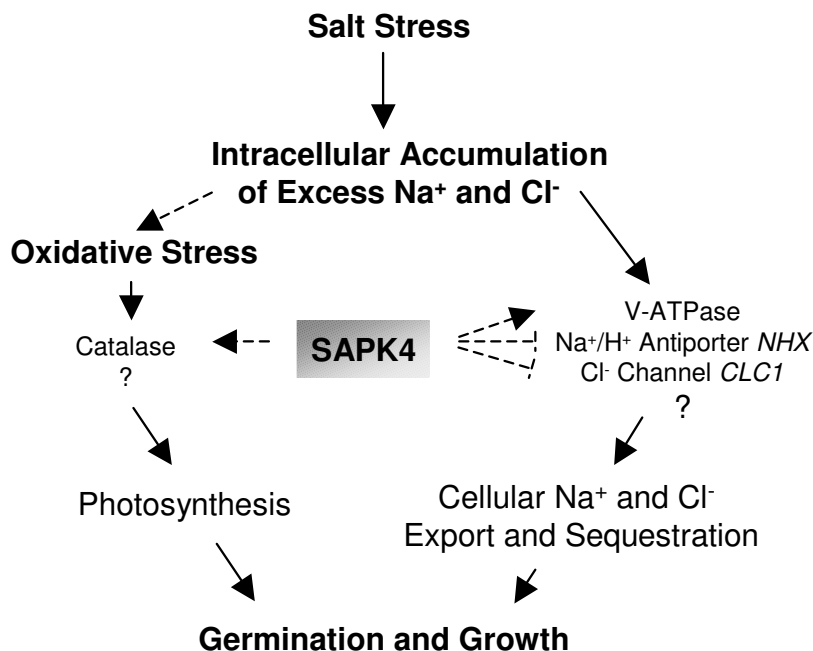 Salt Stress
Intracellular Accumulation
of Excess Na⁺ and Cl⁻
Oxidative Stress
Catalase
?
SAPK4
V-ATPase
Na⁺/H⁺ Antiporter NHX
Cl⁻ Channel CLC1
?
Photosynthesis
Cellular Na⁺ and Cl⁻
Export and Sequestration
Germination and Growth